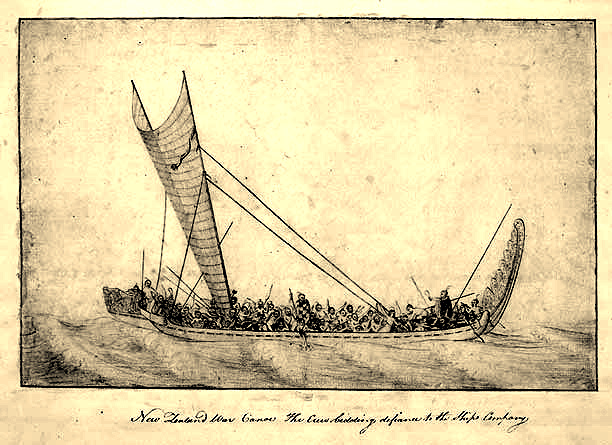 New Zealand War Canoe The Crew bidding defiance to the Ships Company